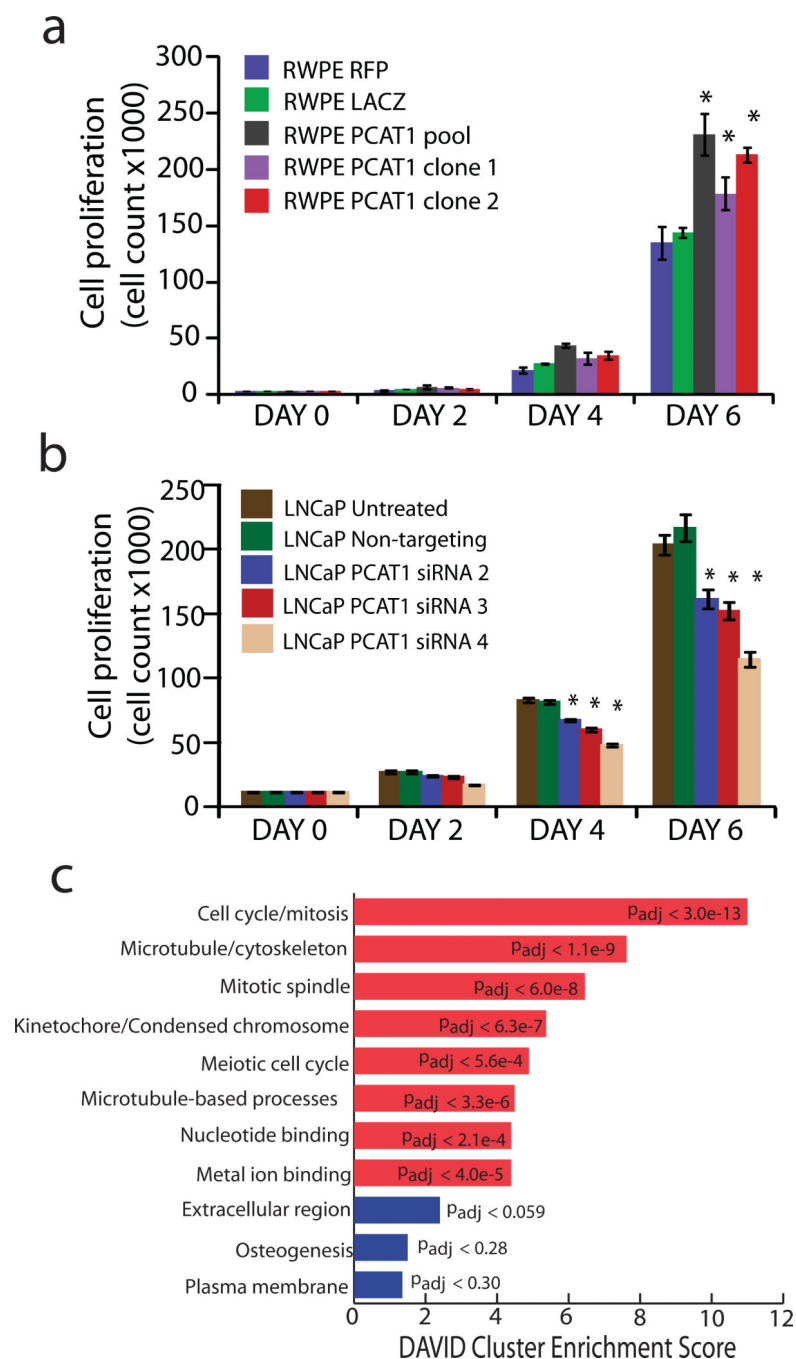 a
Cell proliferation
(cell count x1000)
300
250
200
150
100
50
0
RWPE RFP
RWPE LACZ
RWPE PCAT1 pool
RWPE PCAT1 clone 1
RWPE PCAT1 clone 2
* * *
DAY 0 DAY 2 DAY 4 DAY 6
b
Cell proliferation
(cell count x1000)
250
200
150
100
50
0
LNCaP Untreated
LNCaP Non-targeting
LNCaP PCAT1 siRNA 2
LNCaP PCAT1 siRNA 3
LNCaP PCAT1 siRNA 4
* * *
* * *
DAY 0 DAY 2 DAY 4 DAY 6
c
Cell cycle/mitosis padj < 3.0e-13
Microtubule/cytoskeleton padj < 1.1e-9
Mitotic spindle padj < 6.0e-8
Kinetochore/Condensed chromosome padj < 6.3e-7
Meiotic cell cycle padj < 5.6e-4
Microtubule-based processes padj < 3.3e-6
Nucleotide binding padj < 2.1e-4
Metal ion binding padj < 4.0e-5
Extracellular region padj < 0.059
Osteogenesis padj < 0.28
Plasma membrane padj < 0.30
0 2 4 6 8 10 12
DAVID Cluster Enrichment Score